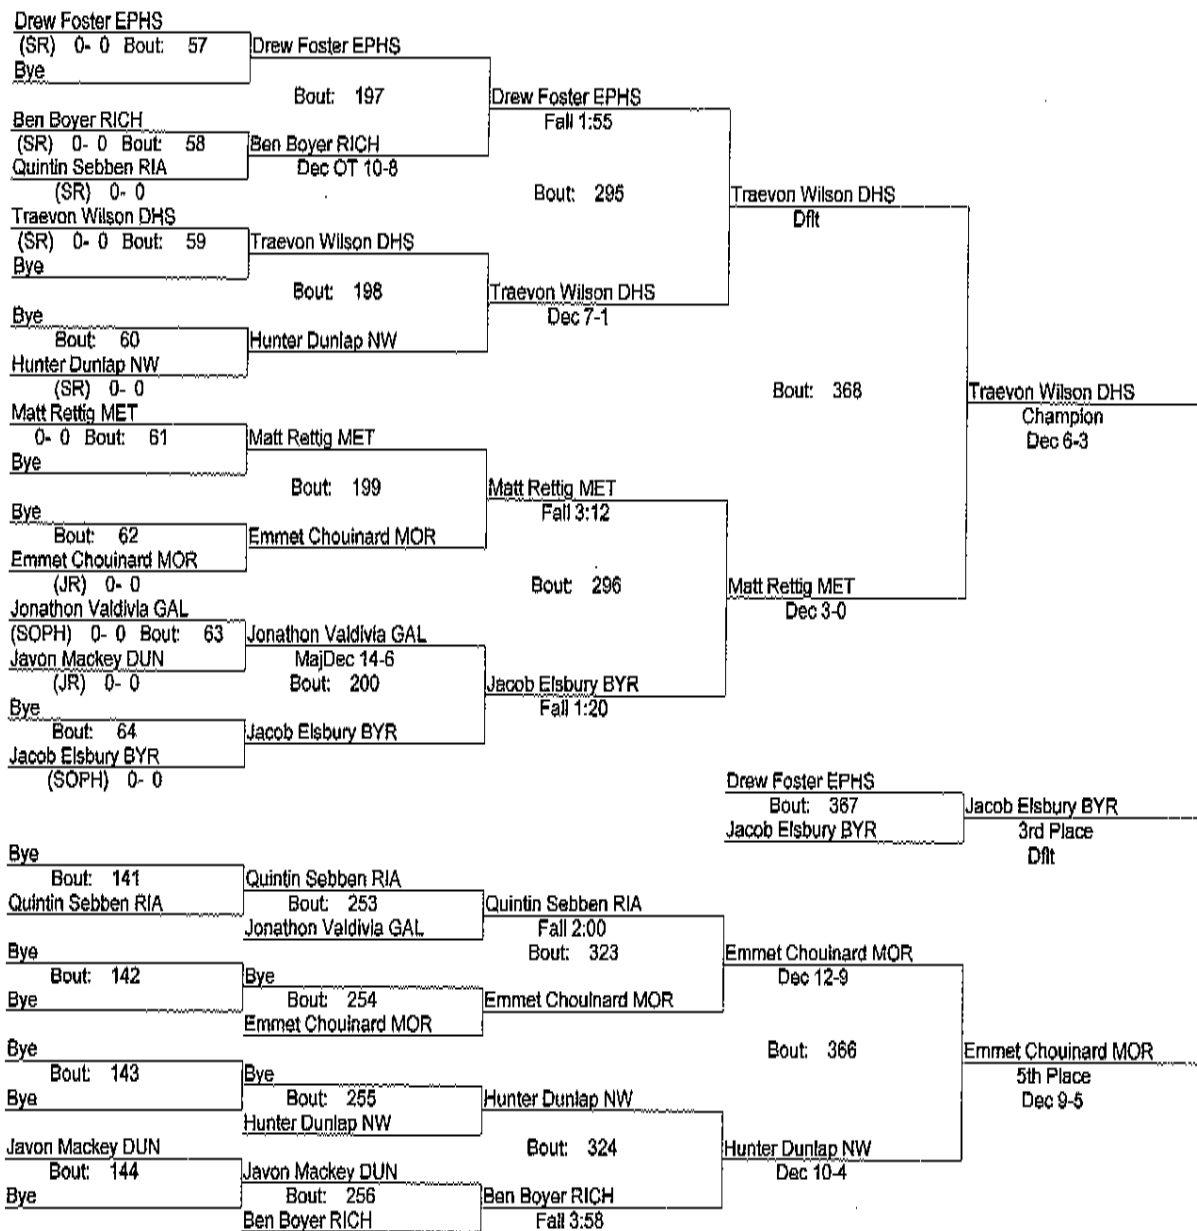 Drew Foster EPHS
(SR) 0- 0 Bout: 57
Bye
Drew Foster EPHS
Bout: 197
Ben Boyer RICH
(SR) 0- 0 Bout: 58
Quintin Sebben RIA
(SR) 0- 0
Ben Boyer RICH
Dec OT 10-8
Drew Foster EPHS
Fall 1:55
Bout: 295
Traevon Wilson DHS
(SR) 0- 0 Bout: 59
Bye
Traevon Wilson DHS
Bout: 198
Bye
Bout: 60
Hunter Dunlap NW
(SR) 0- 0
Hunter Dunlap NW
Traevon Wilson DHS
Dec 7-1
Traevon Wilson DHS
Dflt
Bout: 368
Matt Rettig MET
0- 0 Bout: 61
Bye
Matt Rettig MET
Bout: 199
Bye
Bout: 62
Emmet Chouinard MOR
(JR) 0- 0
Emmet Chouinard MOR
Matt Rettig MET
Fall 3:12
Bout: 296
Jonathon Valdivia GAL
(SOPH) 0- 0 Bout: 63
Javon Mackey DUN
(JR) 0- 0
Jonathon Valdivia GAL
MajDec 14-6
Bout: 200
Bye
Bout: 64
Jacob Elsbury BYR
(SOPH) 0- 0
Jacob Elsbury BYR
Jacob Elsbury BYR
Fall 1:20
Matt Rettig MET
Dec 3-0
Traevon Wilson DHS
Champion
Dec 6-3
Drew Foster EPHS
Bout: 367
Jacob Elsbury BYR
Jacob Elsbury BYR
3rd Place
Dflt
Bye
Bout: 141
Quintin Sebben RIA
Quintin Sebben RIA
Bout: 253
Jonathon Valdivia GAL
Quintin Sebben RIA
Fall 2:00
Bout: 323
Bye
Bout: 142
Bye
Bye
Bout: 254
Emmet Chouinard MOR
Emmet Chouinard MOR
Emmet Chouinard MOR
Dec 12-9
Bout: 366
Bye
Bout: 143
Bye
Bye
Bout: 255
Hunter Dunlap NW
Hunter Dunlap NW
Bout: 324
Javon Mackey DUN
Bout: 144
Bye
Javon Mackey DUN
Bout: 256
Ben Boyer RICH
Ben Boyer RICH
Fall 3:58
Hunter Dunlap NW
Dec 10-4
Emmet Chouinard MOR
5th Place
Dec 9-5